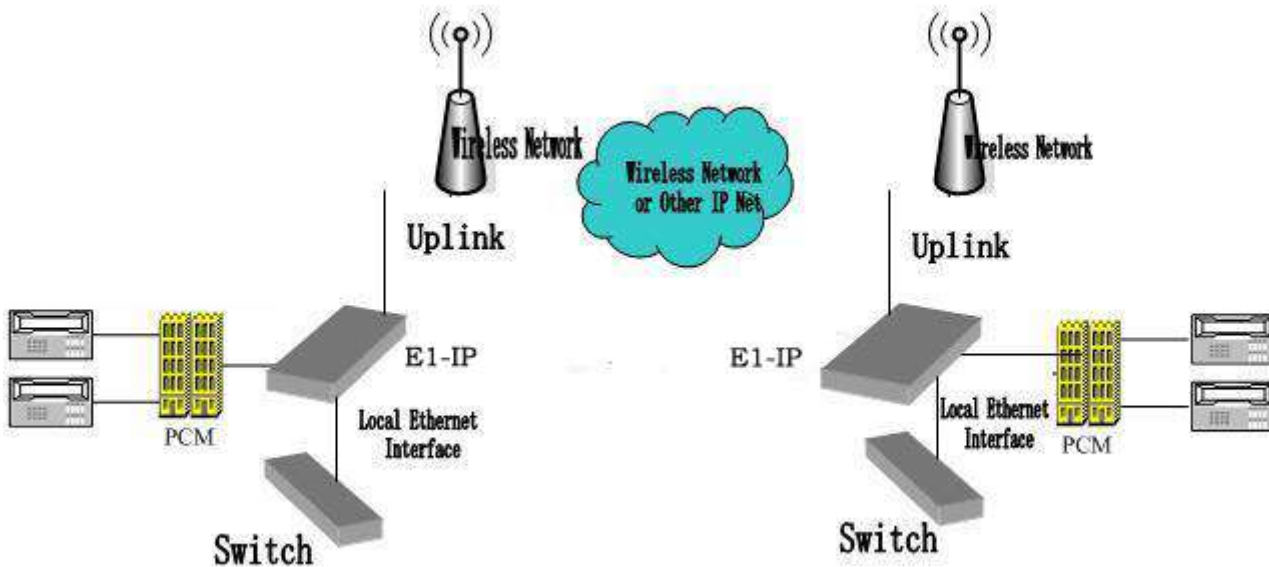 Wireless Network
Wireless Network
or Other IP Net
Wireless Network
Uplink
Uplink
E1-IP
E1-IP
Local Ethernet
Interface
Local Ethernet
Interface
PCM
PCM
Switch
Switch